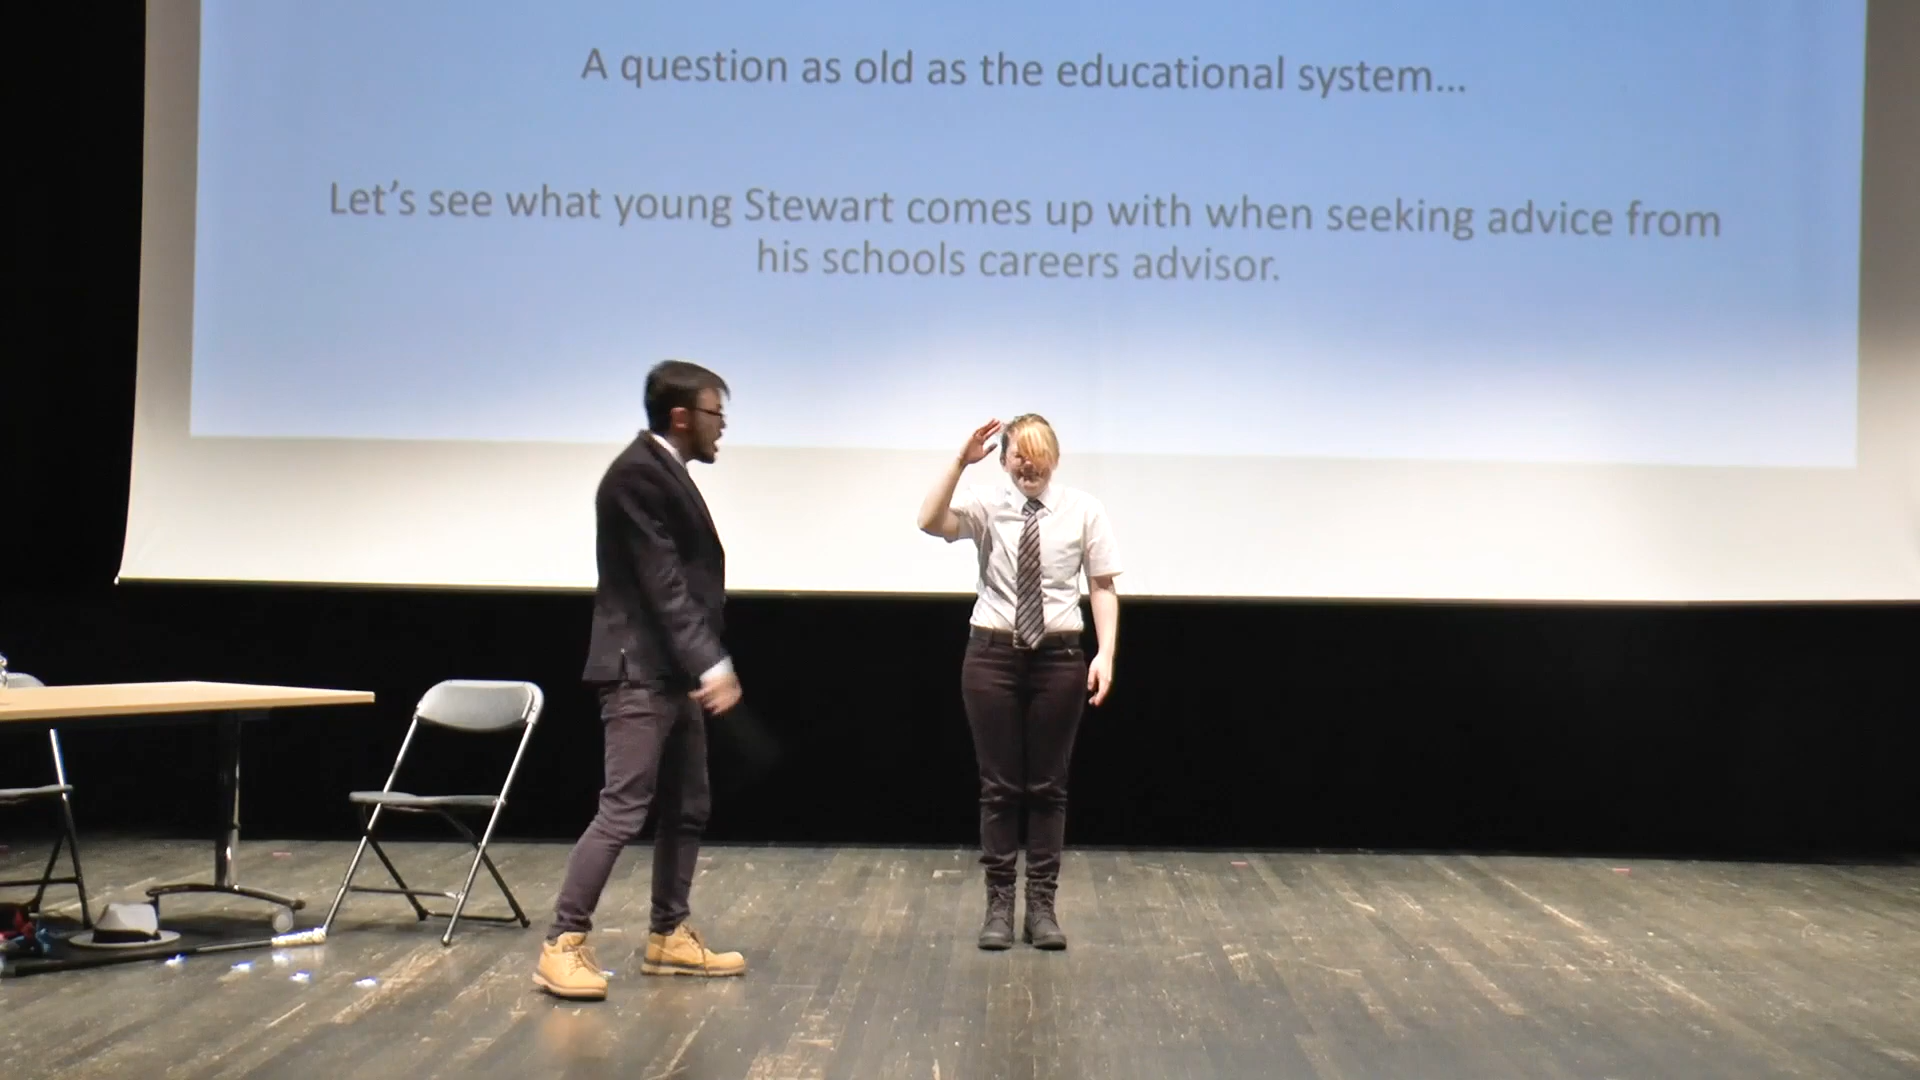 A question as old as the educational system...
Let's see what young Stewart comes up with when seeking advice from
his schools careers advisor.